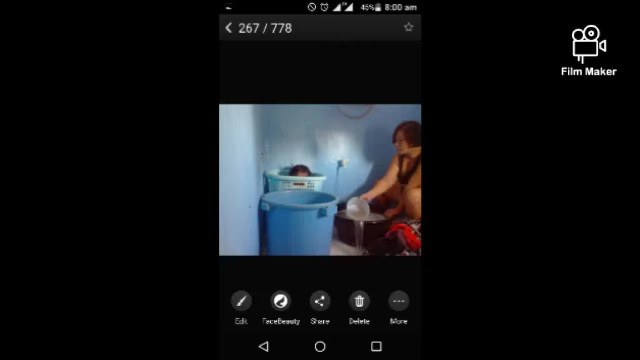 45% 8:00 am
267 / 778
Film Maker
Edit
FaceBeauty
Share
Delete
More